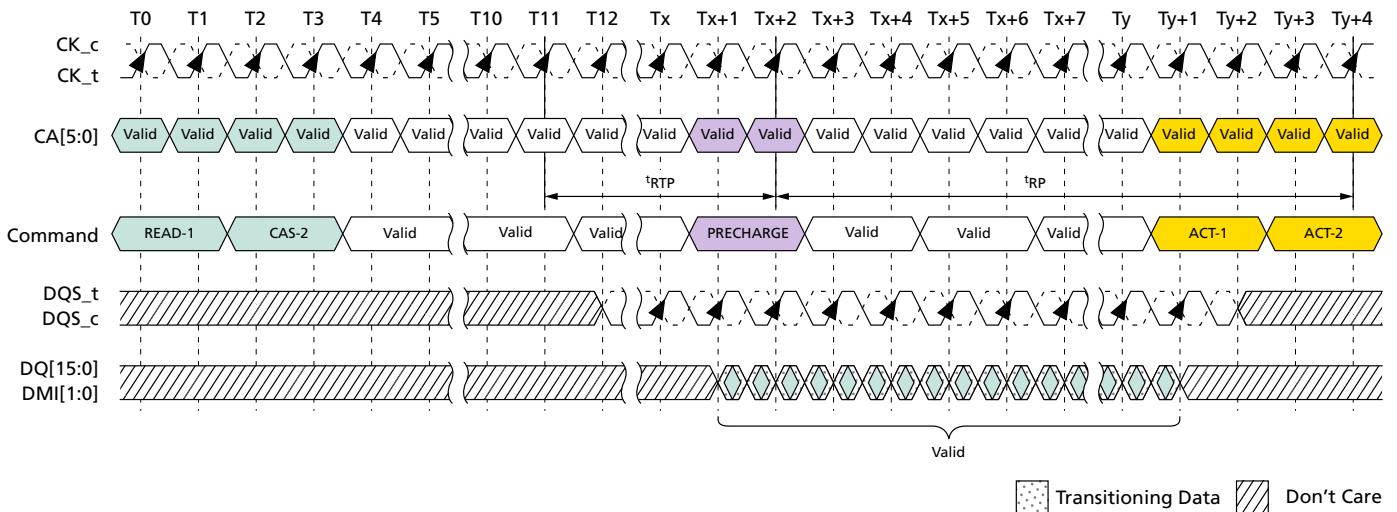 T0 T1 T2 T3 T4 T5 T10 T11 T12 Tx Tx+1 Tx+2 Tx+3 Tx+4 Tx+5 Tx+6 Tx+7 Ty Ty+1 Ty+2 Ty+3 Ty+4
CK_c
CK_t
CA[5:0] Valid Valid Valid Valid Valid Valid Valid Valid Valid Valid Valid Valid Valid Valid Valid Valid Valid Valid Valid Valid Valid Valid
tRTP tRP
Command READ-1 CAS-2 Valid Valid Valid PRECHARGE Valid Valid Valid ACT-1 ACT-2
DQS_t
DQS_c
DQ[15:0]
DMI[1:0]
Valid
Transitioning Data Don't Care